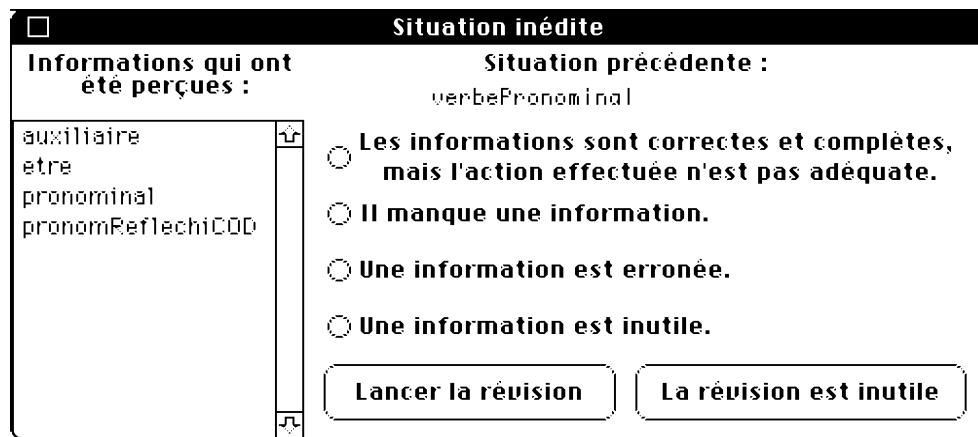 Situation inédite
Informations qui ont
été perçues :
auxiliaire
etre
pronominal
pronomReflechiCOD
Situation précédente :
verbePronominal
Les informations sont correctes et complètes,
mais l'action effectuée n'est pas adéquate.
Il manque une information.
Une information est erronée.
Une information est inutile.
Lancer la révision
La révision est inutile